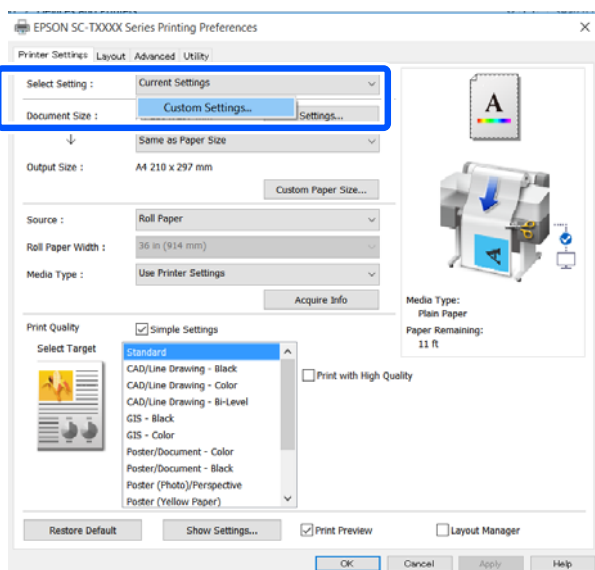 EPSON SC-TXXXX Series Printing Preferences
Printer Settings Layout Advanced Utility
Select Setting : Current Settings
Custom Settings...
Document Size : Settings...
Same as Paper Size
Output Size : A4 210 x 297 mm
Custom Paper Size...
Source : Roll Paper
Roll Paper Width : 36 in (914 mm)
Media Type : Use Printer Settings
Acquire Info
A
Media Type:
Plain Paper
Paper Remaining:
11 ft
Print Quality Simple Settings
Select Target
Standard
CAD/Line Drawing - Black
CAD/Line Drawing - Color
CAD/Line Drawing - Bi-Level
GIS - Black
GIS - Color
Poster/Document - Color
Poster/Document - Black
Poster (Photo)/Perspective
Poster (Yellow Paper)
Print with High Quality
Restore Default Show Settings... Print Preview Layout Manager
OK Cancel Apply Help